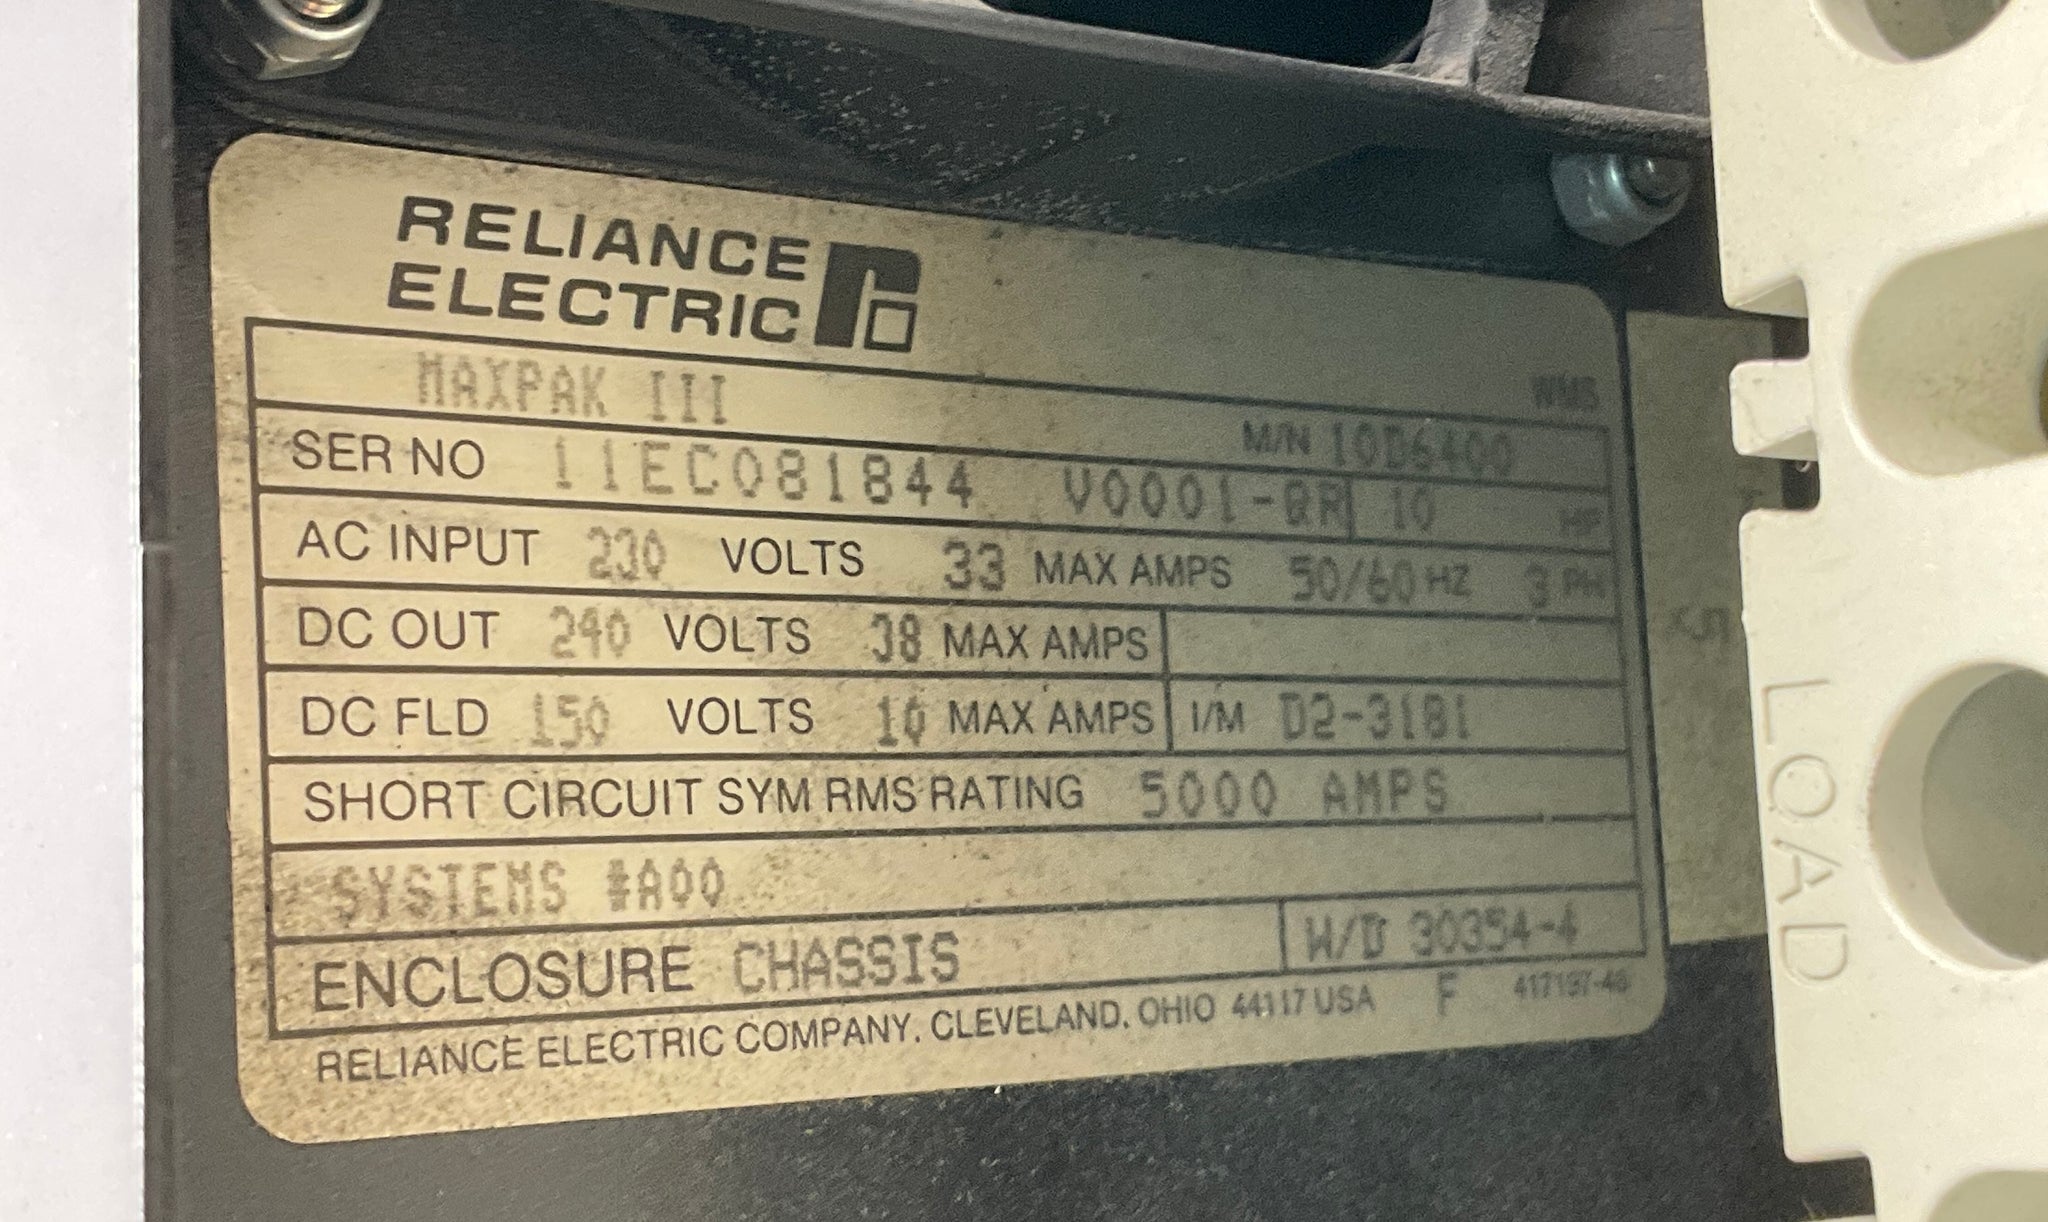 RELIANCE
ELECTRIC
WMS
MAXPAK III M/N 10D6400
SER NO 11EC081844 V0001-QR 10 HP
AC INPUT 230 VOLTS 33 MAX AMPS 50/60 HZ 3 PH
DC OUT 240 VOLTS 38 MAX AMPS
DC FLD 150 VOLTS 10 MAX AMPS I/M D2-3181
SHORT CIRCUIT SYM RMS RATING 5000 AMPS
SYSTEMS #A00
ENCLOSURE CHASSIS W/D 30354-4
RELIANCE ELECTRIC COMPANY, CLEVELAND, OHIO 44117 USA F
LOAD